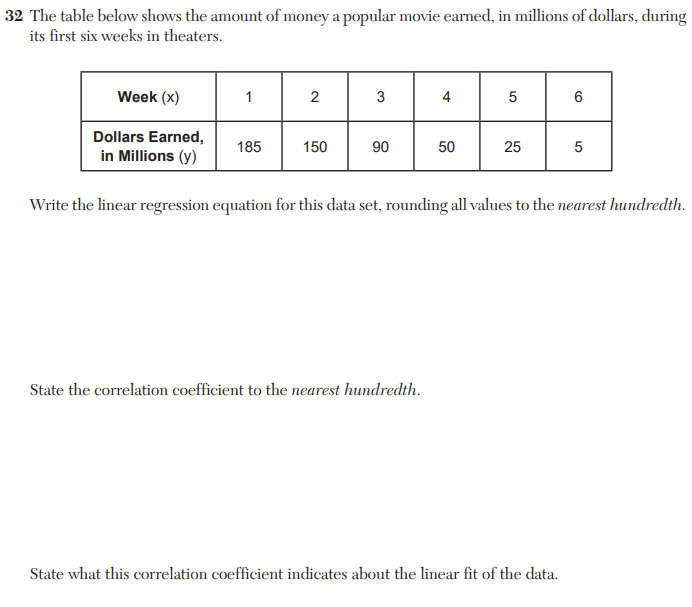 32 The table below shows the amount of money a popular movie earned, in millions of dollars, during
its first six weeks in theaters.
Week (x) 1 2 3 4 5 6
Dollars Earned,
in Millions (y) 185 150 90 50 25 5
Write the linear regression equation for this data set, rounding all values to the nearest hundredth.
State the correlation coefficient to the nearest hundredth.
State what this correlation coefficient indicates about the linear fit of the data.